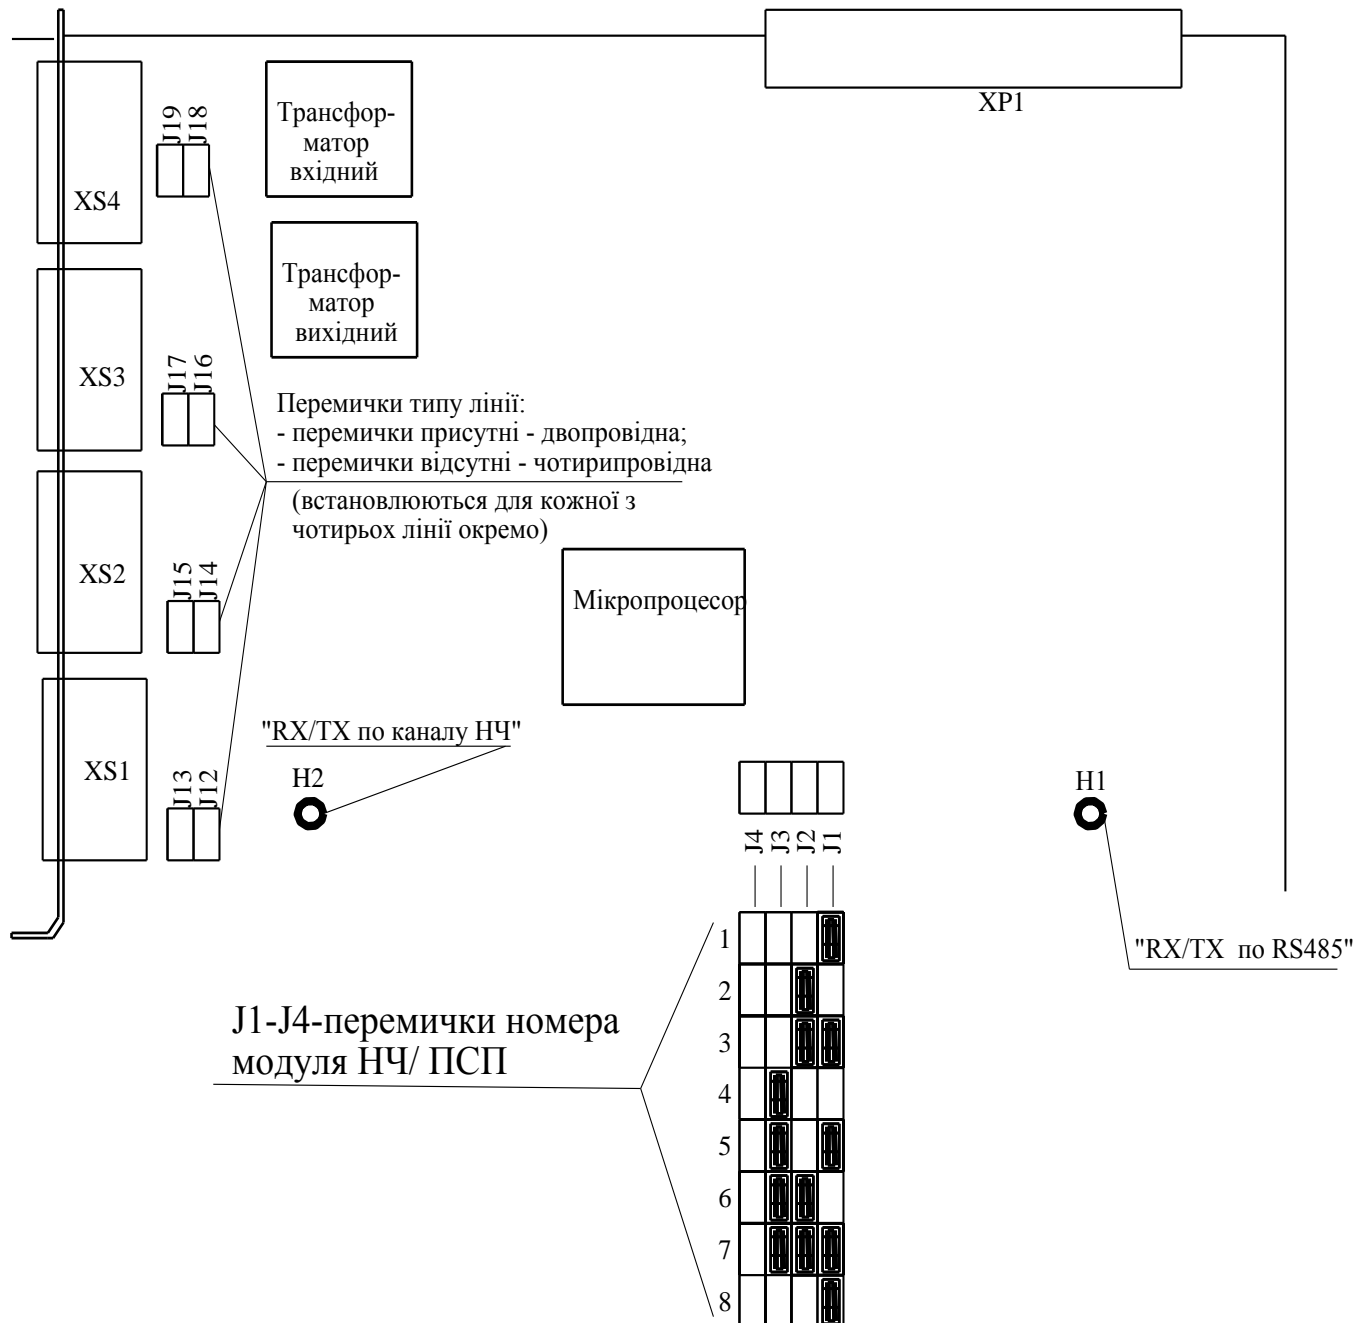 XP1
J19
J18
Трансфор-
матор
вхідний
XS4
Трансфор-
матор
вихідний
XS3
J17
J16
Перемички типу лінії:
- перемички присутні - двопровідна;
- перемички відсутні - чотирипровідна
(встановлюються для кожної з
чотирьох лінії окремо)
XS2
J15
J14
Мікропроцесор
"RX/TX по каналу НЧ"
XS1
J13
J12
H2
H1
J4
J3
J2
J1
"RX/TX по RS485"
J1-J4-перемички номера
модуля НЧ/ ПСП
1
2
3
4
5
6
7
8